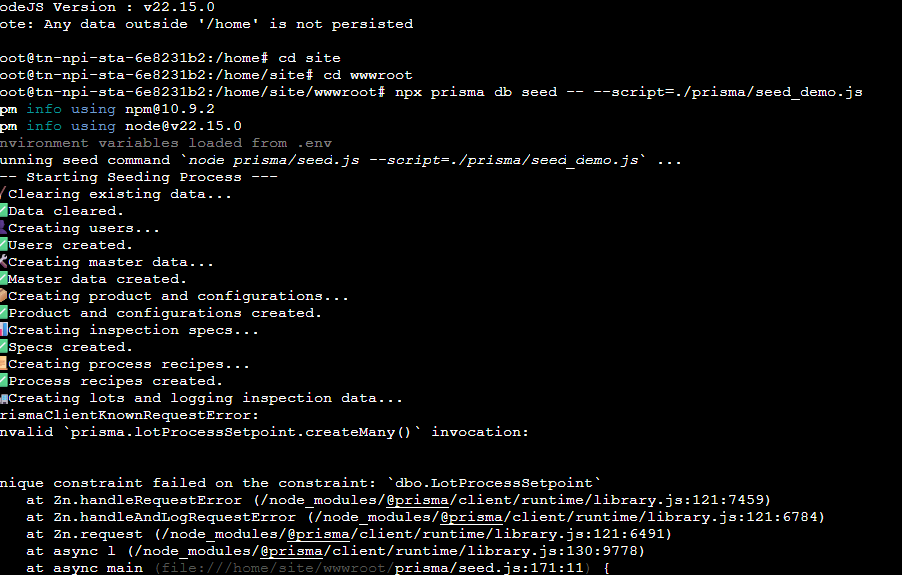 odeJS Version : v22.15.0
ote: Any data outside '/home' is not persisted
oot@tn-npi-sta-6e8231b2:/home# cd site
oot@tn-npi-sta-6e8231b2:/home/site# cd wwwroot
oot@tn-npi-sta-6e8231b2:/home/site/wwwroot# npx prisma db seed -- --script=./prisma/seed_demo.js
pm info using npm@10.9.2
pm info using node@v22.15.0
nvironment variables loaded from .env
unning seed command `node prisma/seed.js --script=./prisma/seed_demo.js` ...
-- Starting Seeding Process ---
Clearing existing data...
Data cleared.
Creating users...
Users created.
Creating master data...
Master data created.
Creating product and configurations...
Product and configurations created.
Creating inspection specs...
Specs created.
Creating process recipes...
Process recipes created.
Creating lots and logging inspection data...
rismaClientKnownRequestError:
nvalid `prisma.lotProcessSetpoint.createMany()` invocation:
nique constraint failed on the constraint: `dbo.LotProcessSetpoint`
at Zn.handleRequestError (/node_modules/@prisma/client/runtime/library.js:121:7459)
at Zn.handleAndLogRequestError (/node_modules/@prisma/client/runtime/library.js:121:6784)
at Zn.request (/node_modules/@prisma/client/runtime/library.js:121:6491)
at async l (/node_modules/@prisma/client/runtime/library.js:130:9778)
at async main (file:///home/site/wwwroot/prisma/seed.js:171:11) {